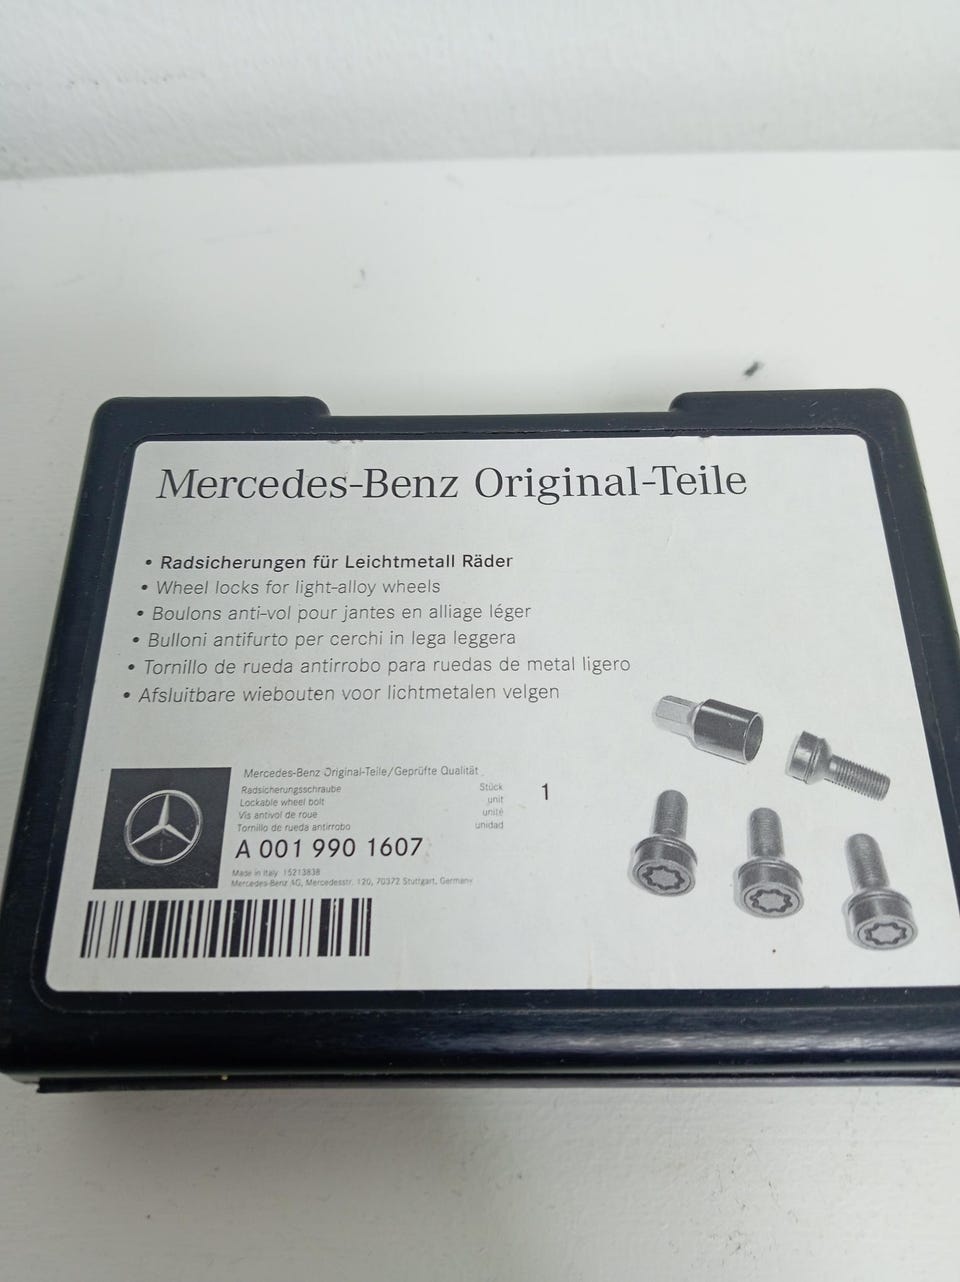 Mercedes-Benz Original-Teile
• Radsicherungen für Leichtmetall Räder
• Wheel locks for light-alloy wheels
• Boulons anti-vol pour jantes en alliage léger
• Bulloni antifurto per cerchi in lega leggera
• Tornillo de rueda antirrobo para ruedas de metal ligero
• Afsluitbare wiebouten voor lichtmetalen velgen
Mercedes-Benz Original-Teile/Geprüfte Qualität
Radsicherungsschraube Stück 1
Lockable wheel bolt unit
Vis antivol de roue unité
Tornillo de rueda antirrobo unidad
A 001 990 1607
Made in Italy 15213838
Mercedes-Benz AG, Mercedesstr. 120, 70372 Stuttgart, Germany